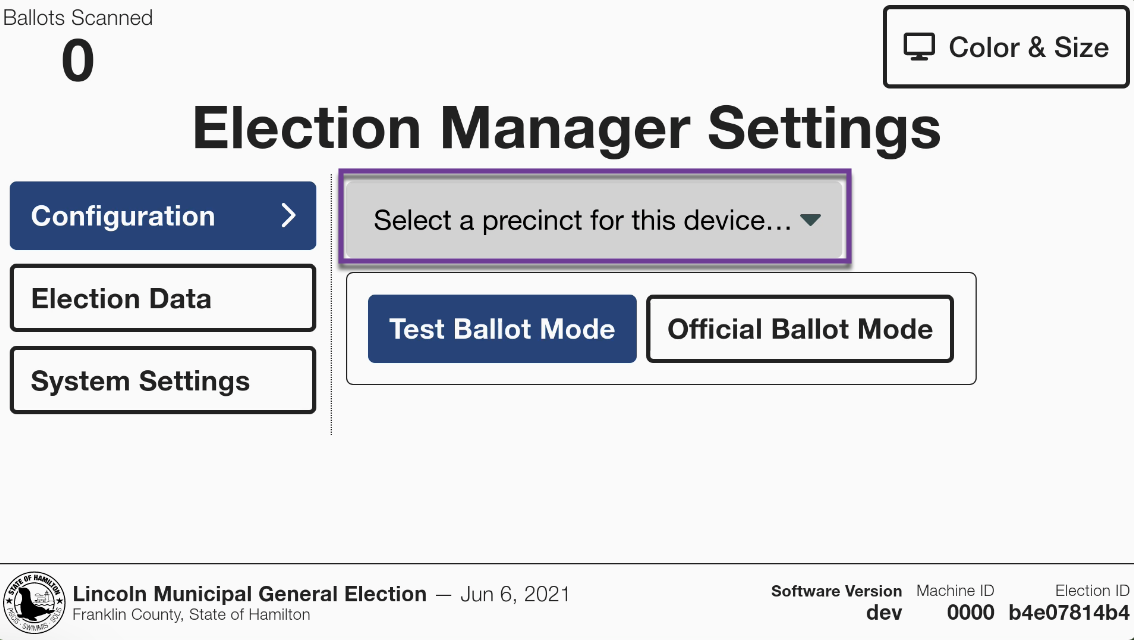 Ballots Scanned
0
Color & Size
Election Manager Settings
Configuration
Election Data
System Settings
Select a precinct for this device…
Test Ballot Mode
Official Ballot Mode
STATE OF HAMILTON
Lincoln Municipal General Election — Jun 6, 2021
Franklin County, State of Hamilton
Software Version
dev
Machine ID
0000
Election ID
b4e07814b4